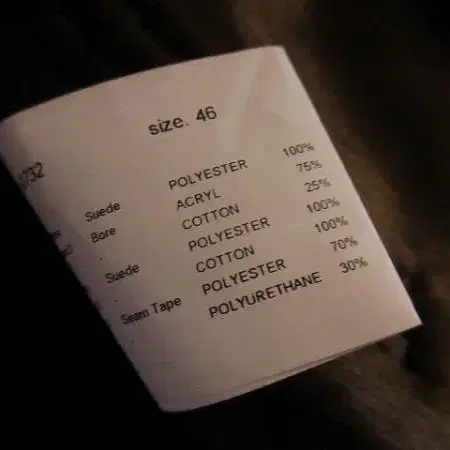 size. 46
Suede POLYESTER 100%
Bore ACRYL 75%
- COTTON 25%
Suede POLYESTER 100%
- COTTON 100%
Seam Tape POLYESTER 70%
- POLYURETHANE 30%